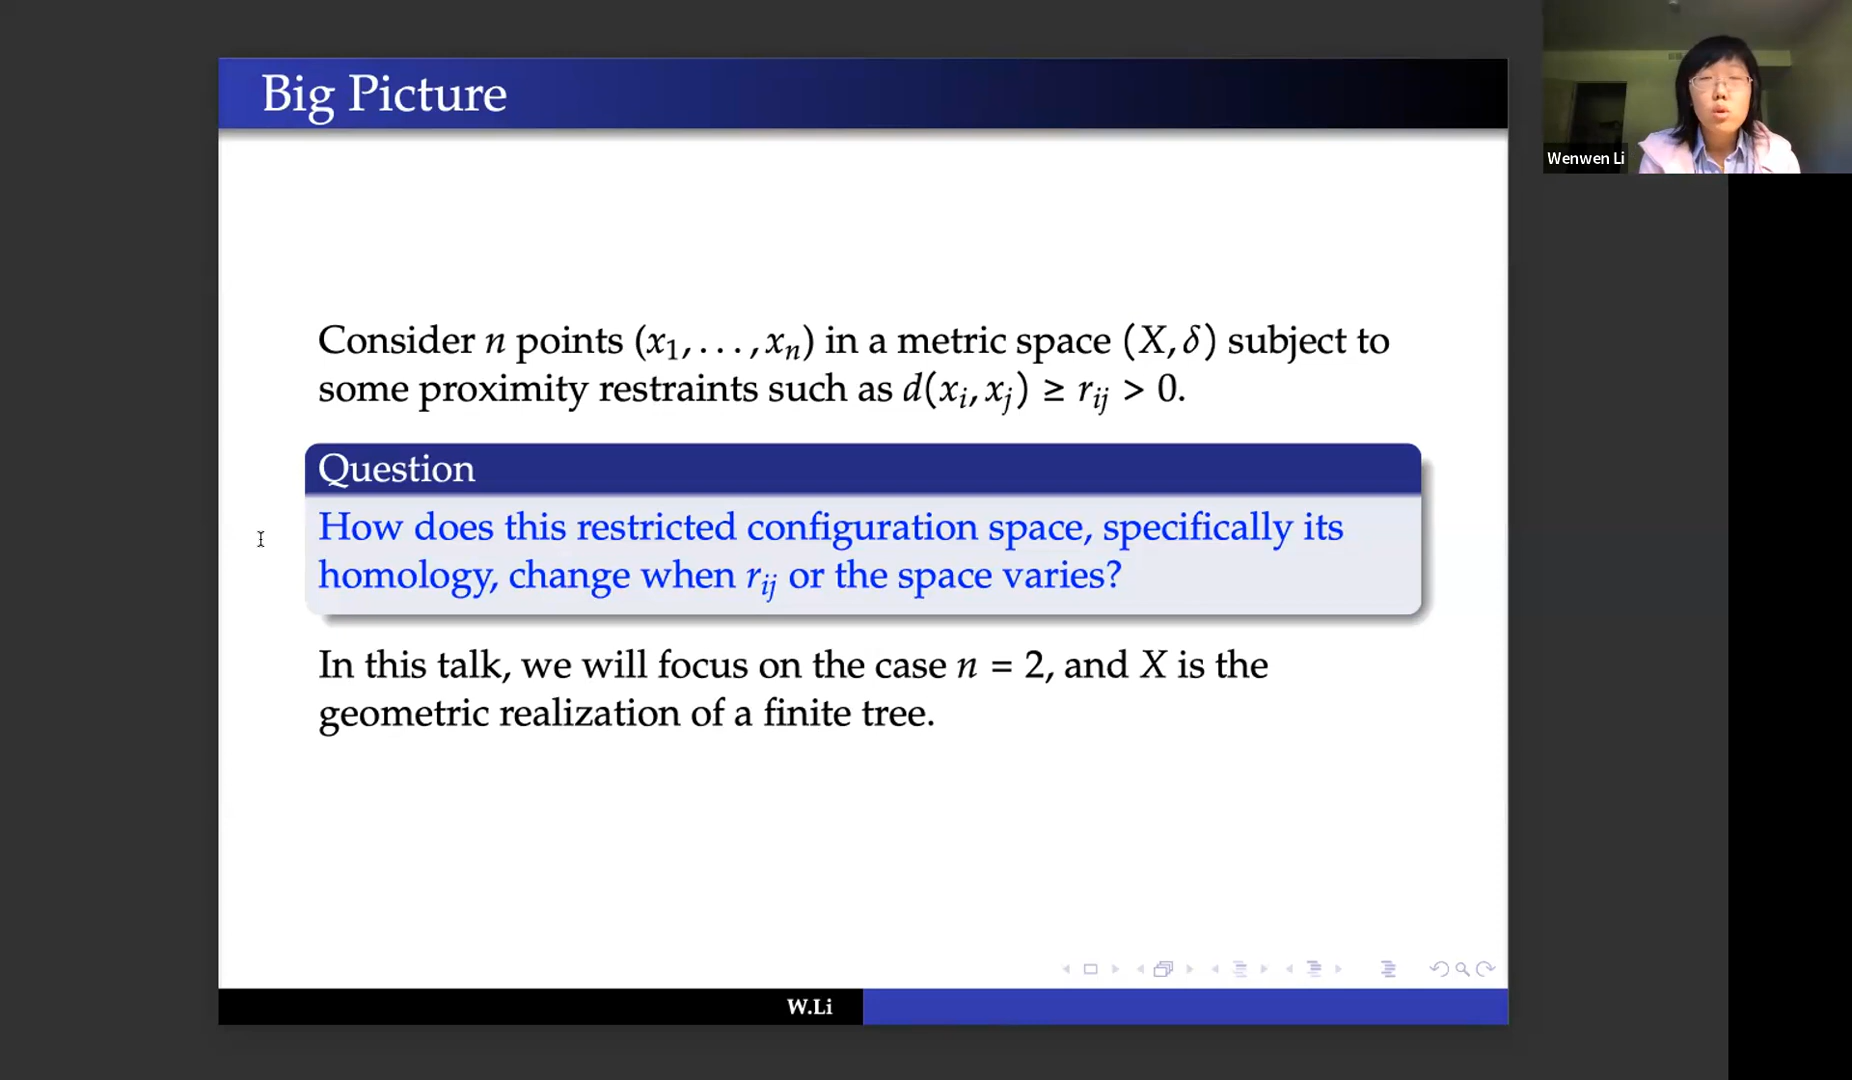 Big Picture
Wenwen Li
Consider n points (x₁, . . . , xₙ) in a metric space (X, δ) subject to
some proximity restraints such as d(xᵢ, xⱼ) ≥ rᵢⱼ > 0.
Question
How does this restricted configuration space, specifically its
homology, change when rᵢⱼ or the space varies?
In this talk, we will focus on the case n = 2, and X is the
geometric realization of a finite tree.
W.Li